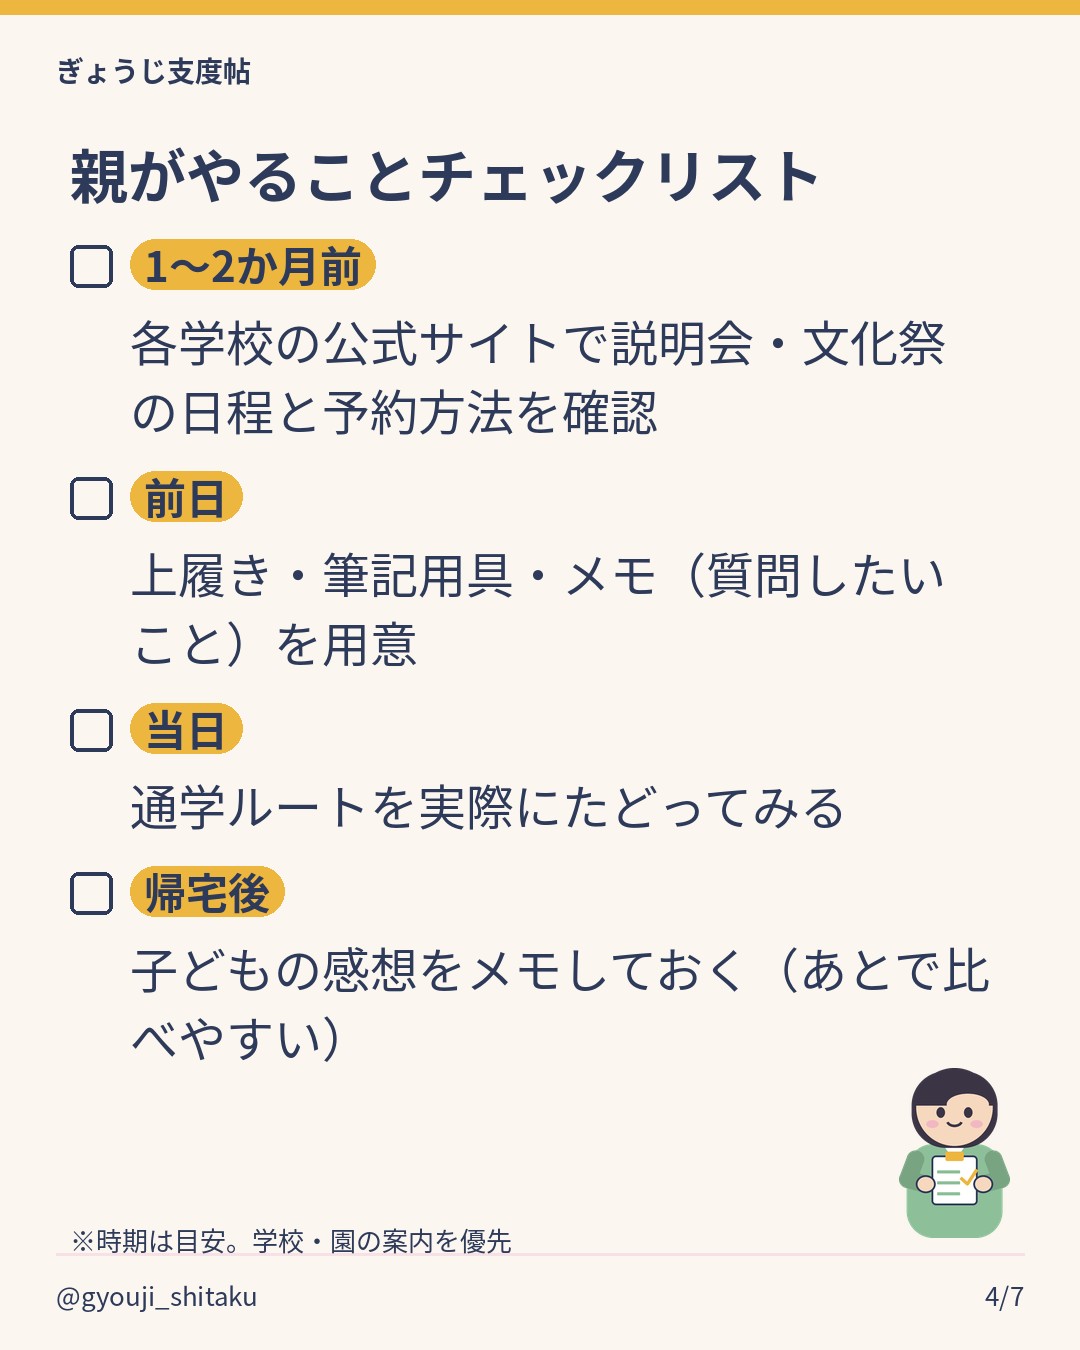 ぎょうじ支度帖
親がやることチェックリスト
1〜2か月前
各学校の公式サイトで説明会・文化祭
の日程と予約方法を確認
前日
上履き・筆記用具・メモ（質問したい
こと）を用意
当日
通学ルートを実際にたどってみる
帰宅後
子どもの感想をメモしておく（あとで比
べやすい）
※時期は目安。学校・園の案内を優先
@gyouji_shitaku
4/7